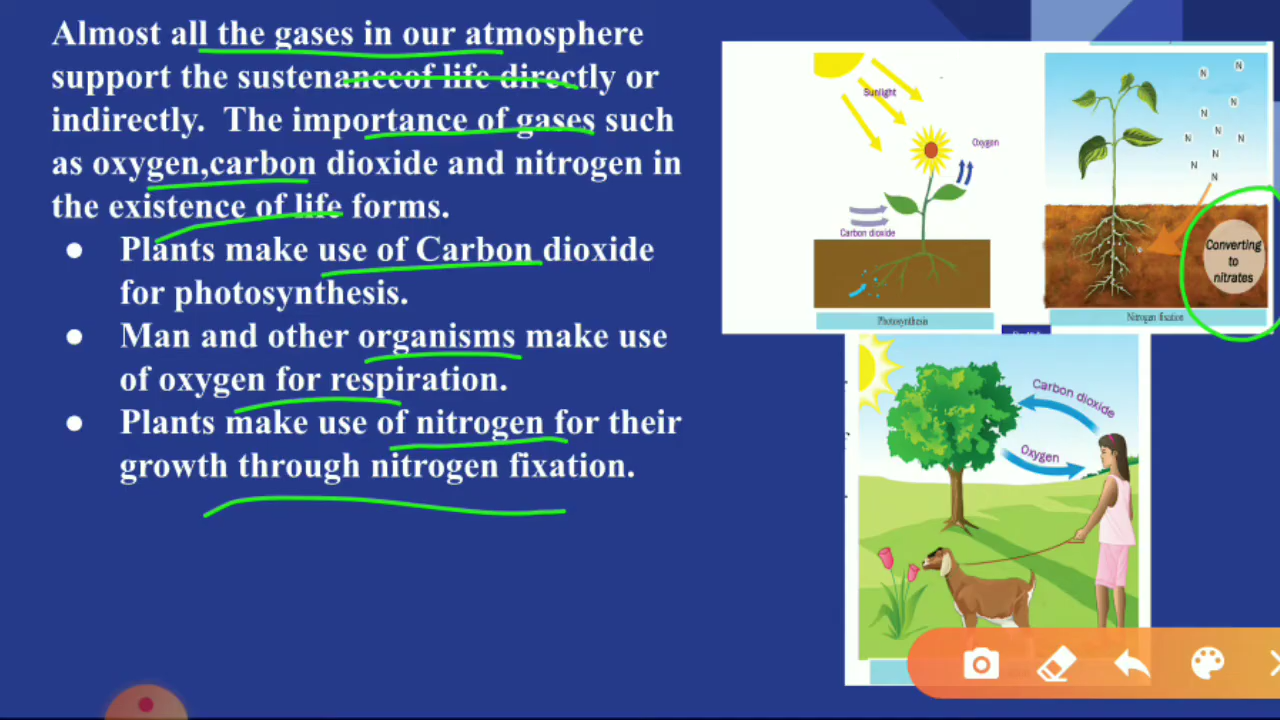 Almost all the gases in our atmosphere
support the sustenanceof life directly or
indirectly. The importance of gases such
as oxygen,carbon dioxide and nitrogen in
the existence of life forms.
● Plants make use of Carbon dioxide
for photosynthesis.
● Man and other organisms make use
of oxygen for respiration.
● Plants make use of nitrogen for their
growth through nitrogen fixation.
Sunlight
Oxygen
Carbon dioxide
Photosynthesis
N N
N
N
N
N
N
N
N
N
Converting
to
nitrates
Nitrogen fixation
Carbon dioxide
Oxygen